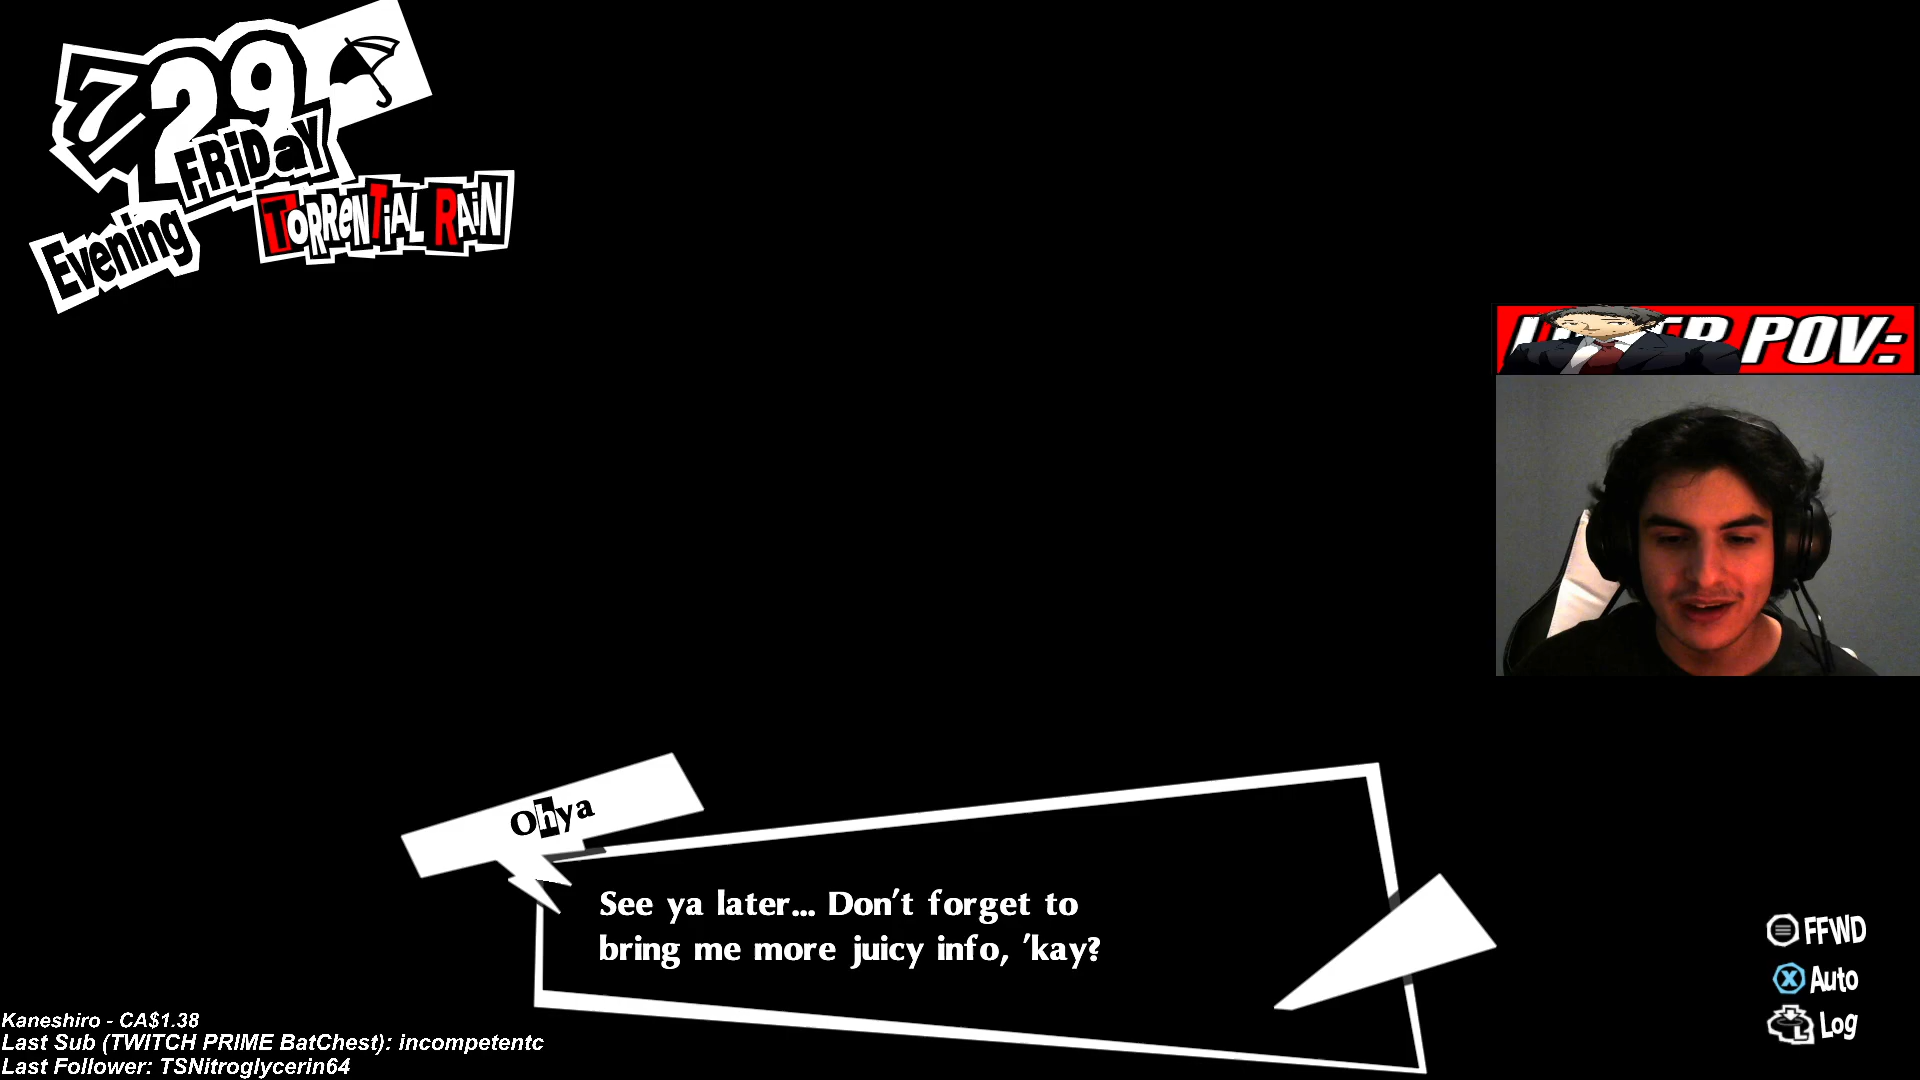 7 29
FRiDaY
Evening
TORReNTiAL RAiN
POV:
Ohya
See ya later... Don't forget to
bring me more juicy info, 'kay?
FFWD
X Auto
L Log
Kaneshiro - CA$1.38
Last Sub (TWITCH PRIME BatChest): incompetentc
Last Follower: TSNitroglycerin64